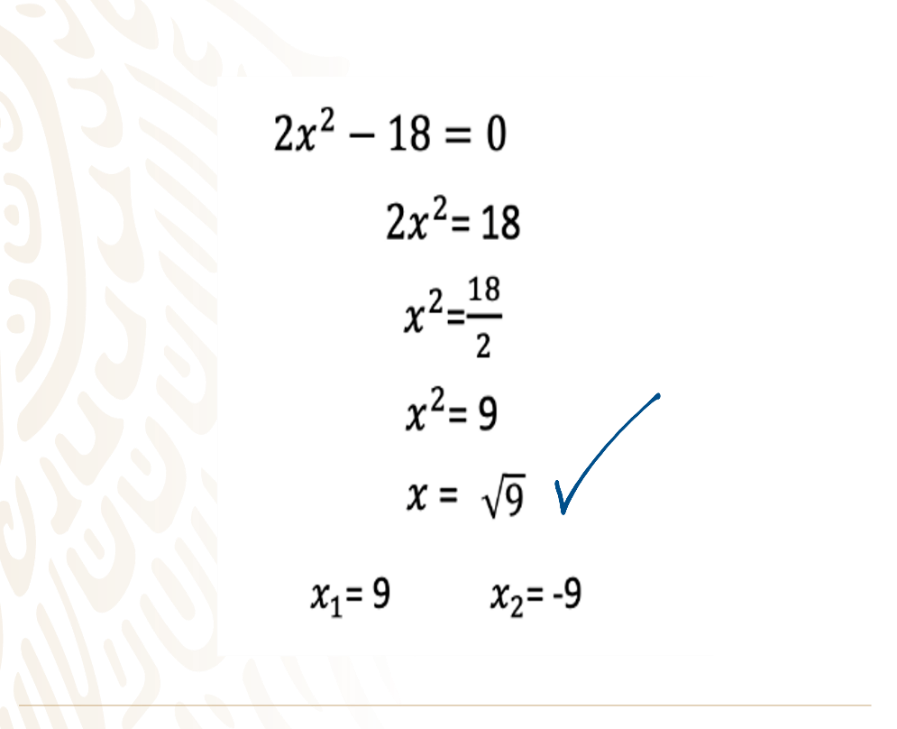 2x² − 18 = 0
2x² = 18
x² = 18/2
x² = 9
x = √9
x₁ = 9 x₂ = -9